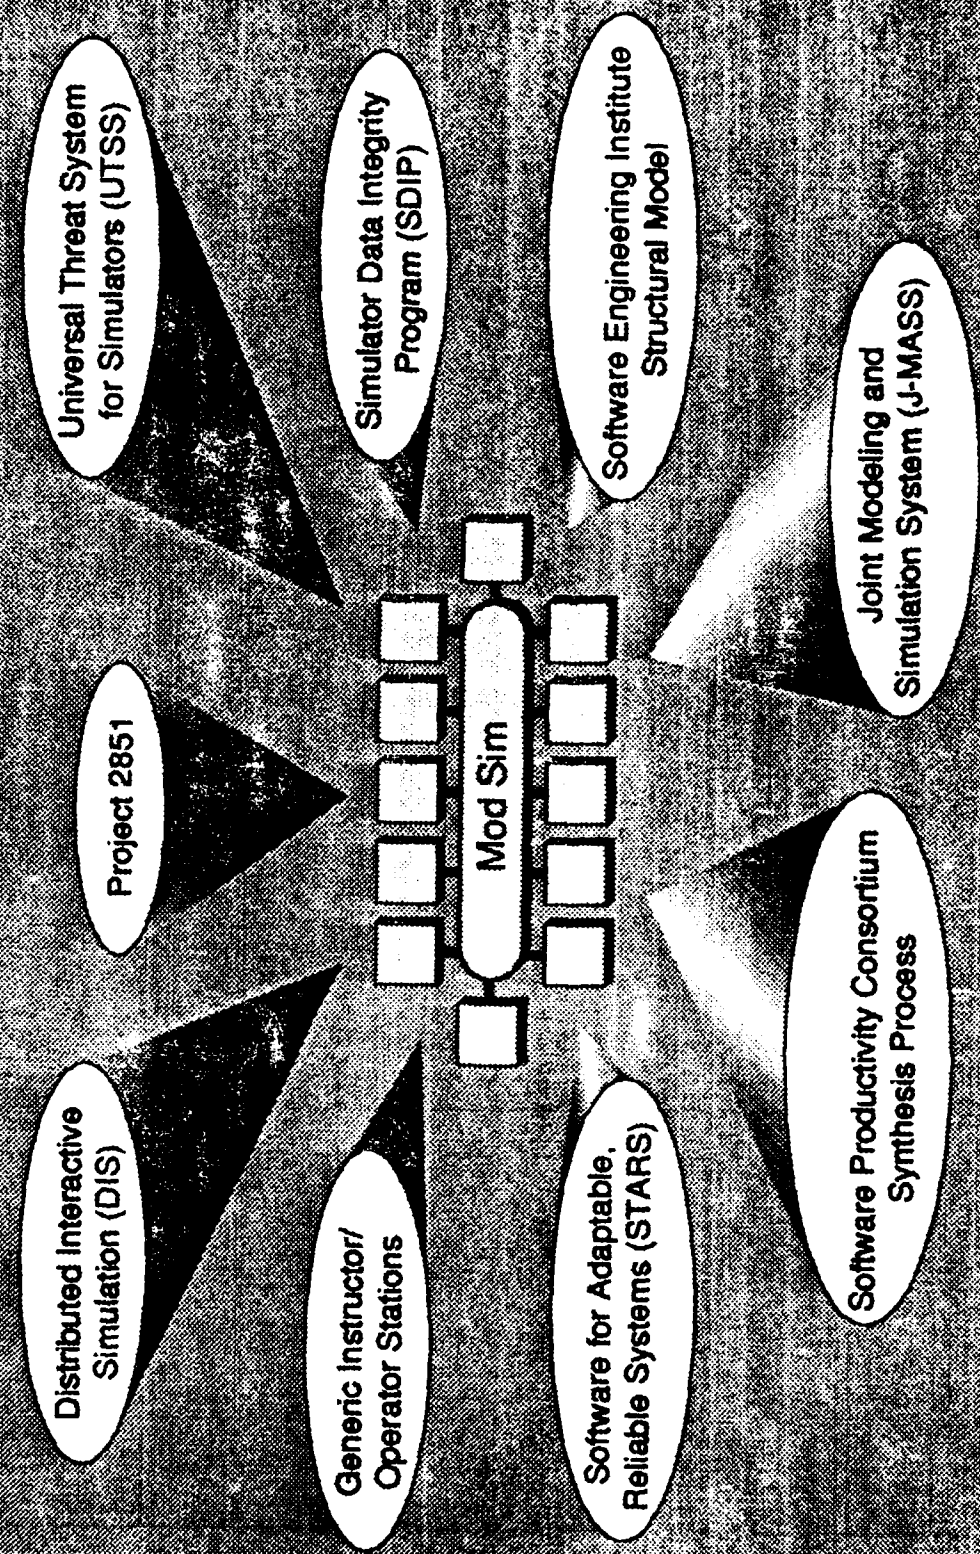 Distributed Interactive
Simulation (DIS)
Project 2851
Universal Threat System
for Simulators (UTSS)
Generic Instructor/
Operator Stations
Simulator Data Integrity
Program (SDIP)
Mod Sim
Software for Adaptable,
Reliable Systems (STARS)
Software Engineering Institute
Structural Model
Software Productivity Consortium
Synthesis Process
Joint Modeling and
Simulation System (J-MASS)